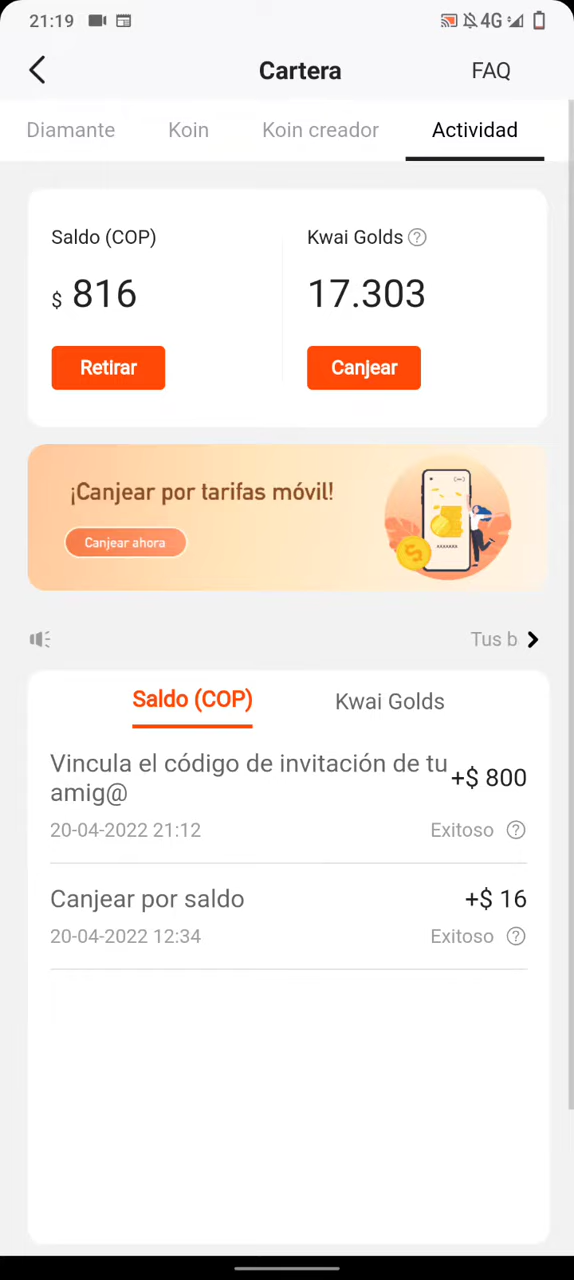 21:19 4G
Cartera FAQ
Diamante Koin Koin creador Actividad
Saldo (COP) Kwai Golds ?
$ 816 17.303
Retirar Canjear
¡Canjear por tarifas móvil!
Canjear ahora
Tus b
Saldo (COP) Kwai Golds
Vincula el código de invitación de tu
amig@ +$ 800
20-04-2022 21:12 Exitoso ?
Canjear por saldo +$ 16
20-04-2022 12:34 Exitoso ?